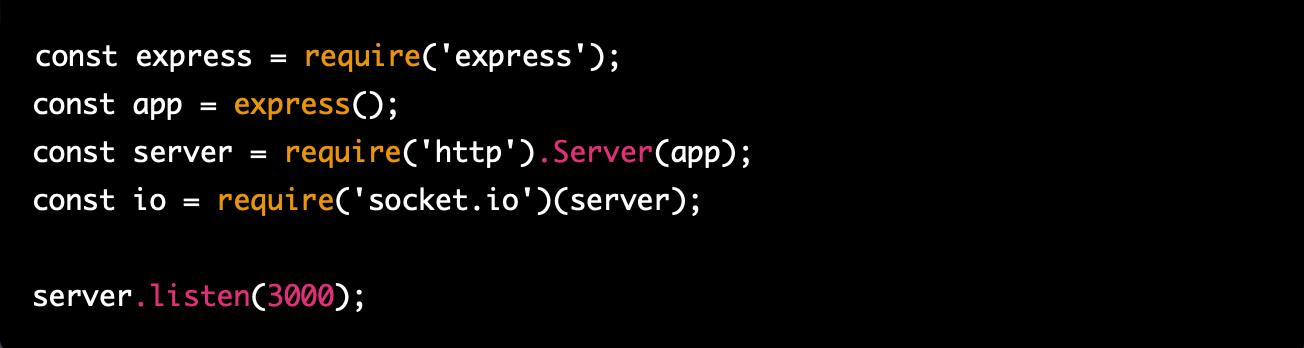 const express = require('express');
const app = express();
const server = require('http').Server(app);
const io = require('socket.io')(server);
server.listen(3000);